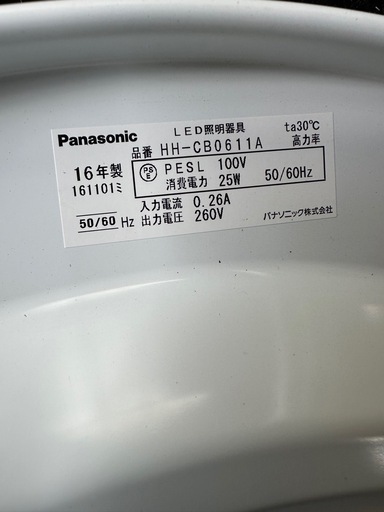 Panasonic LED照明器具 ta30℃
品番 HH-CB0611A 高力率
16年製 PSE PESL 100V
161101ミ 消費電力 25W 50/60Hz
入力電流 0.26A
50/60 Hz 出力電圧 260V パナソニック株式会社